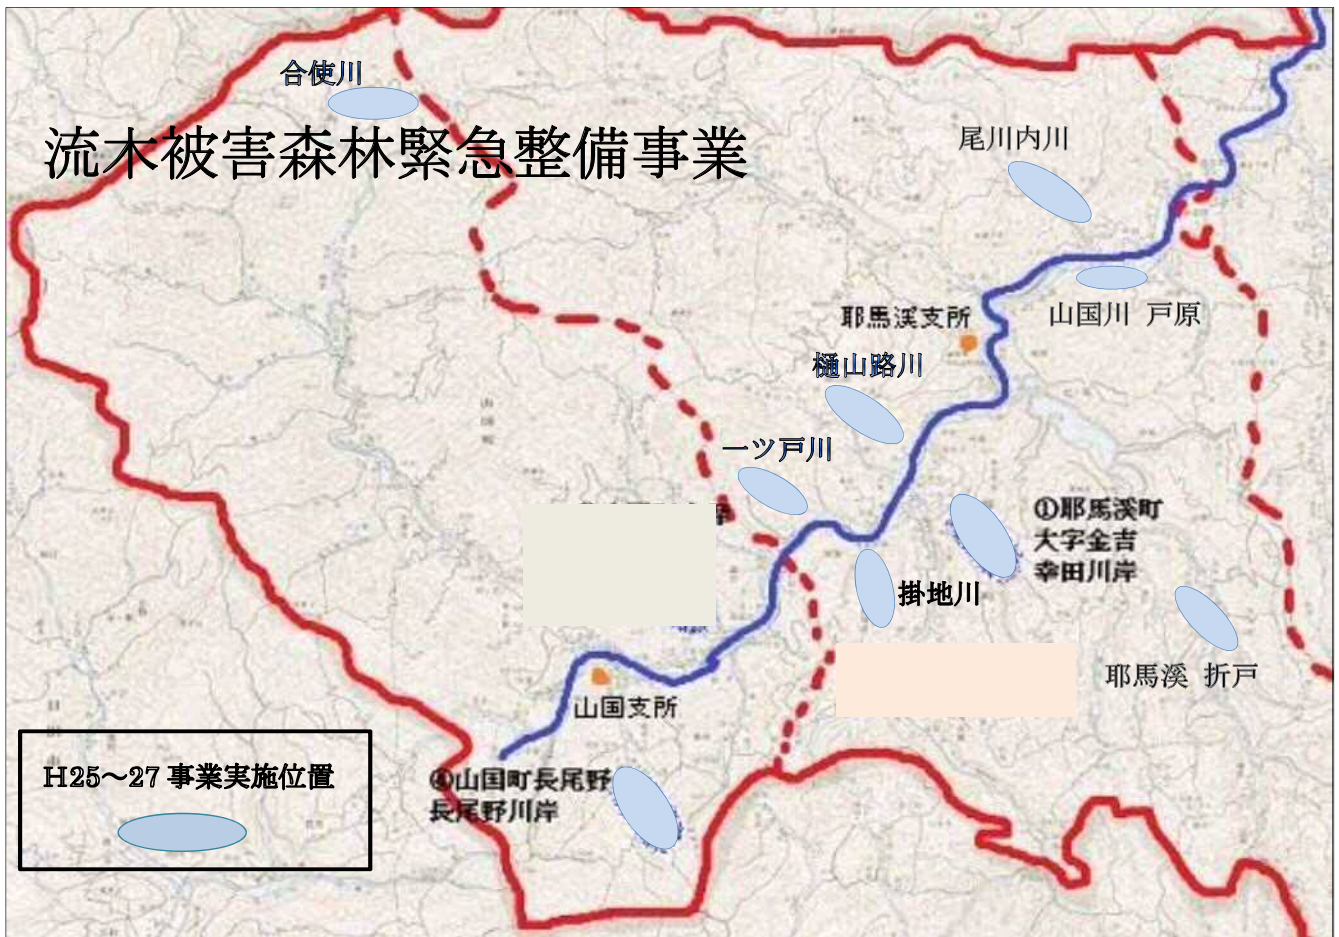 合使川
流木被害森林緊急整備事業
尾川内川
山国川 戸原
耶馬溪支所
樋山路川
一ツ戸川
①耶馬溪町
大字金吉
幸田川岸
掛地川
耶馬溪 折戸
山国支所
④山国町長尾野
長尾野川岸
H25～27事業実施位置